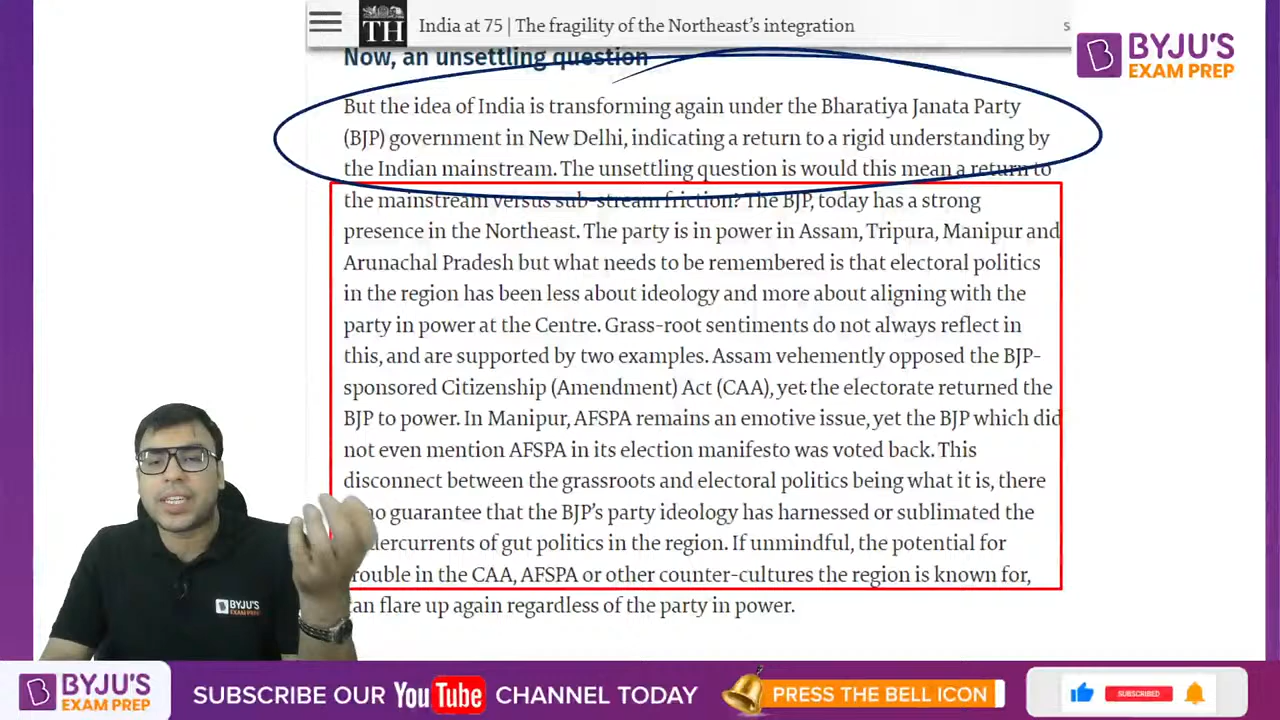 TH
India at 75 | The fragility of the Northeast's integration
s
BYJU'S
EXAM PREP
Now, an unsettling question
But the idea of India is transforming again under the Bharatiya Janata Party
(BJP) government in New Delhi, indicating a return to a rigid understanding by
the Indian mainstream. The unsettling question is would this mean a return to
the mainstream versus sub-stream friction? The BJP, today has a strong
presence in the Northeast. The party is in power in Assam, Tripura, Manipur and
Arunachal Pradesh but what needs to be remembered is that electoral politics
in the region has been less about ideology and more about aligning with the
party in power at the Centre. Grass-root sentiments do not always reflect in
this, and are supported by two examples. Assam vehemently opposed the BJP-
sponsored Citizenship (Amendment) Act (CAA), yet the electorate returned the
BJP to power. In Manipur, AFSPA remains an emotive issue, yet the BJP which did
not even mention AFSPA in its election manifesto was voted back. This
disconnect between the grassroots and electoral politics being what it is, there
no guarantee that the BJP's party ideology has harnessed or sublimated the
dercurrents of gut politics in the region. If unmindful, the potential for
rouble in the CAA, AFSPA or other counter-cultures the region is known for,
can flare up again regardless of the party in power.
BYJU'S
EXAM PREP
BYJU'S
EXAM PREP
SUBSCRIBE OUR YouTube CHANNEL TODAY
PRESS THE BELL ICON
SUBSCRIBED